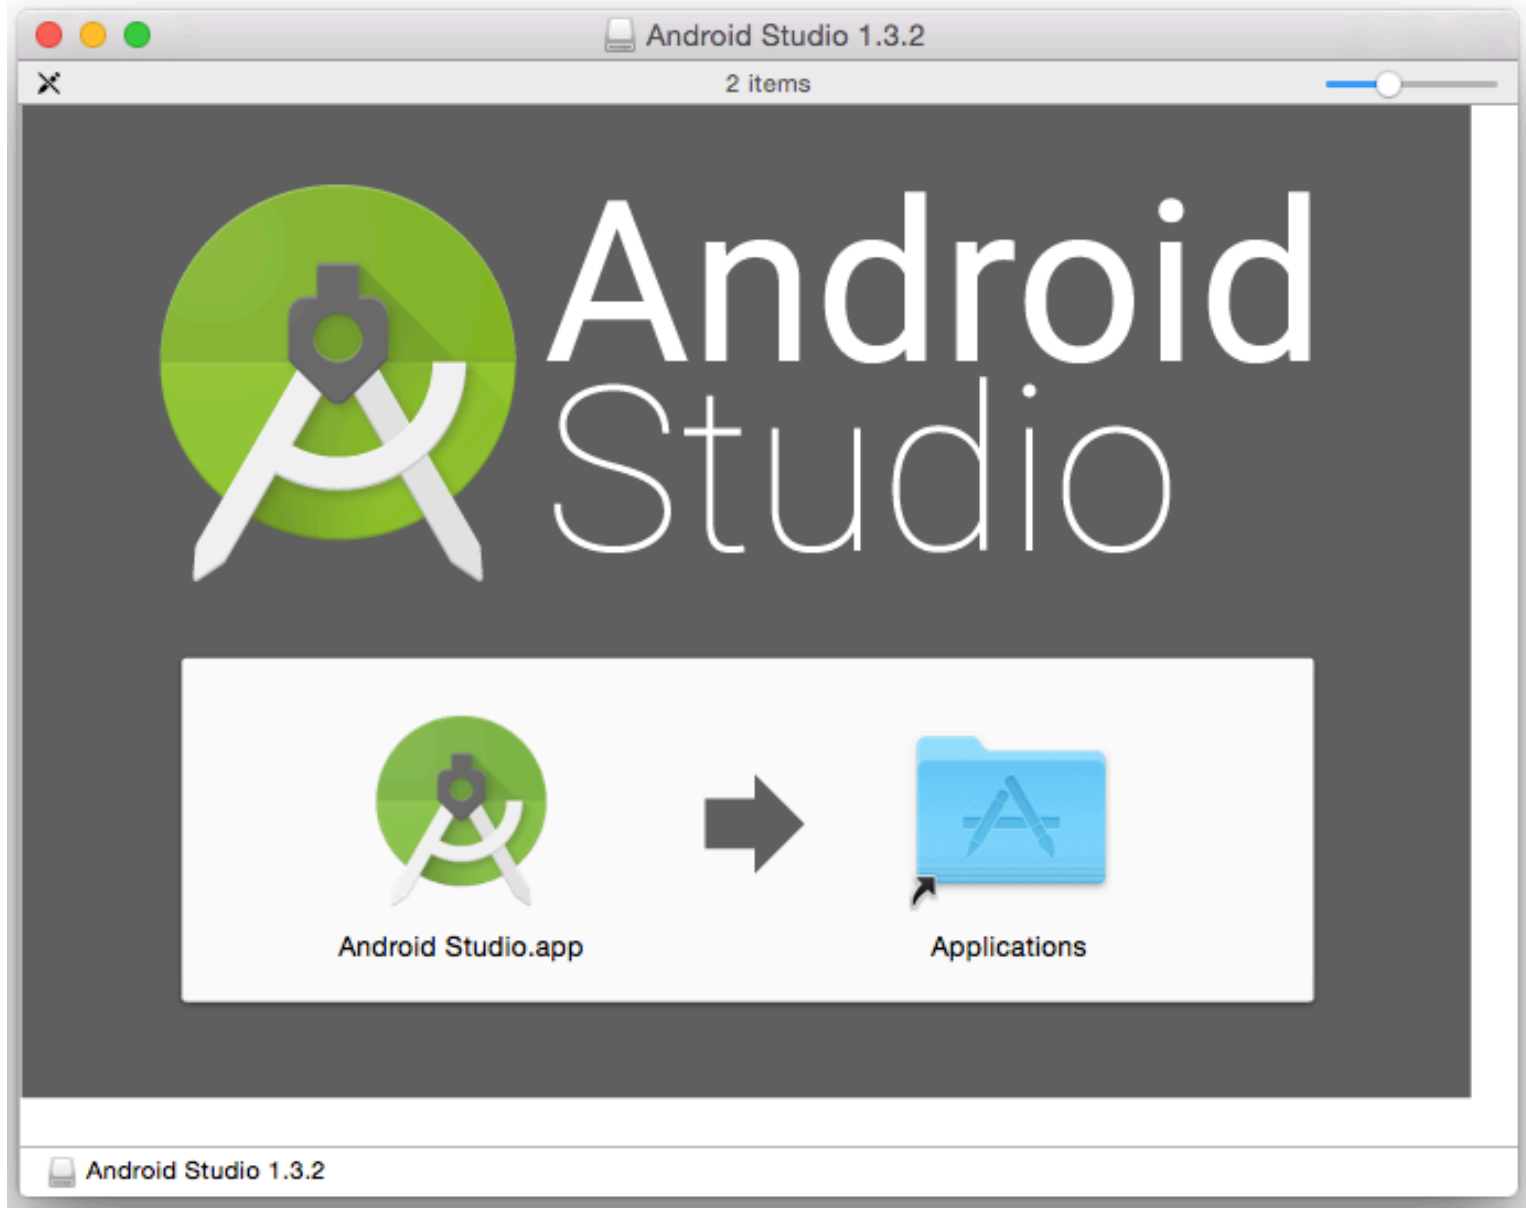 Android Studio 1.3.2
2 items
Android
Studio
Android Studio.app
Applications
Android Studio 1.3.2